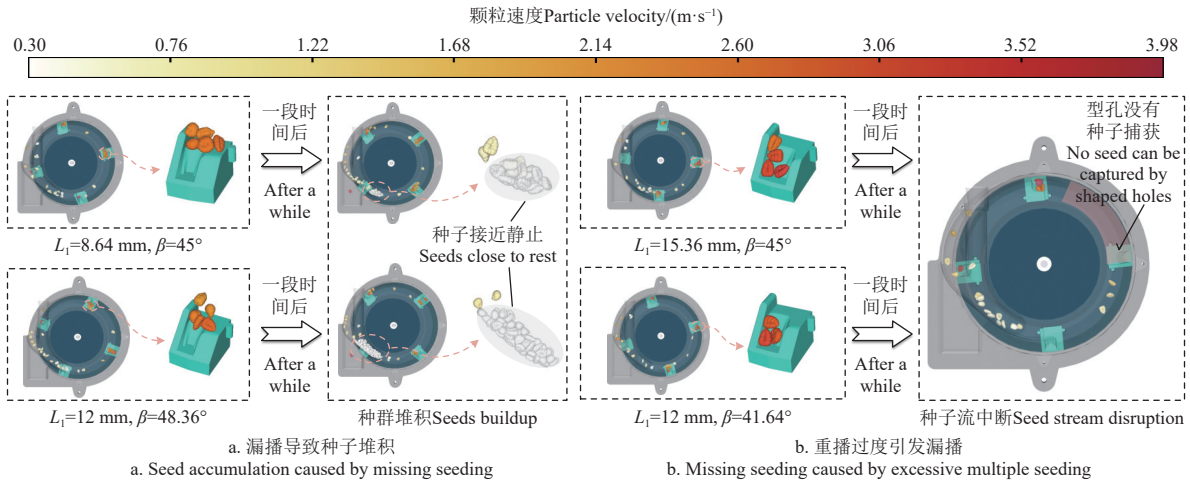 颗粒速度Particle velocity/(m·s⁻¹)
0.30 0.76 1.22 1.68 2.14 2.60 3.06 3.52 3.98
一段时
间后
After a
while
L₁=8.64 mm, β=45°
一段时
间后
After a
while
L₁=12 mm, β=48.36°
种子接近静止
Seeds close to rest
种群堆积Seeds buildup
a. 漏播导致种子堆积
a. Seed accumulation caused by missing seeding
一段时
间后
After a
while
L₁=15.36 mm, β=45°
一段时
间后
After a
while
L₁=12 mm, β=41.64°
型孔没有
种子捕获
No seed can be
captured by
shaped holes
种子流中断Seed stream disruption
b. 重播过度引发漏播
b. Missing seeding caused by excessive multiple seeding